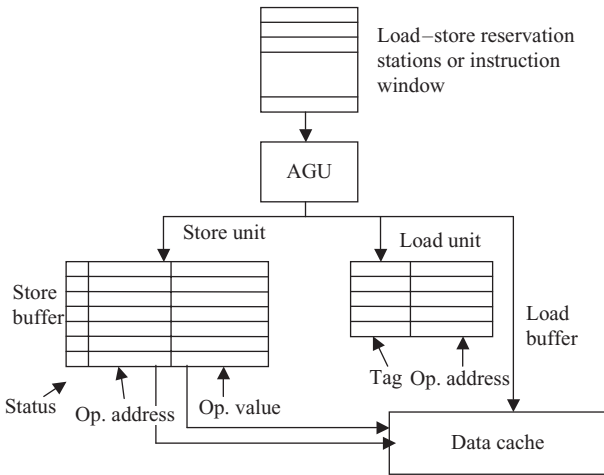 Load–store reservation
stations or instruction
window
AGU
Store unit
Load unit
Store
buffer
Load
buffer
Tag
Op. address
Status
Op. address
Op. value
Data cache